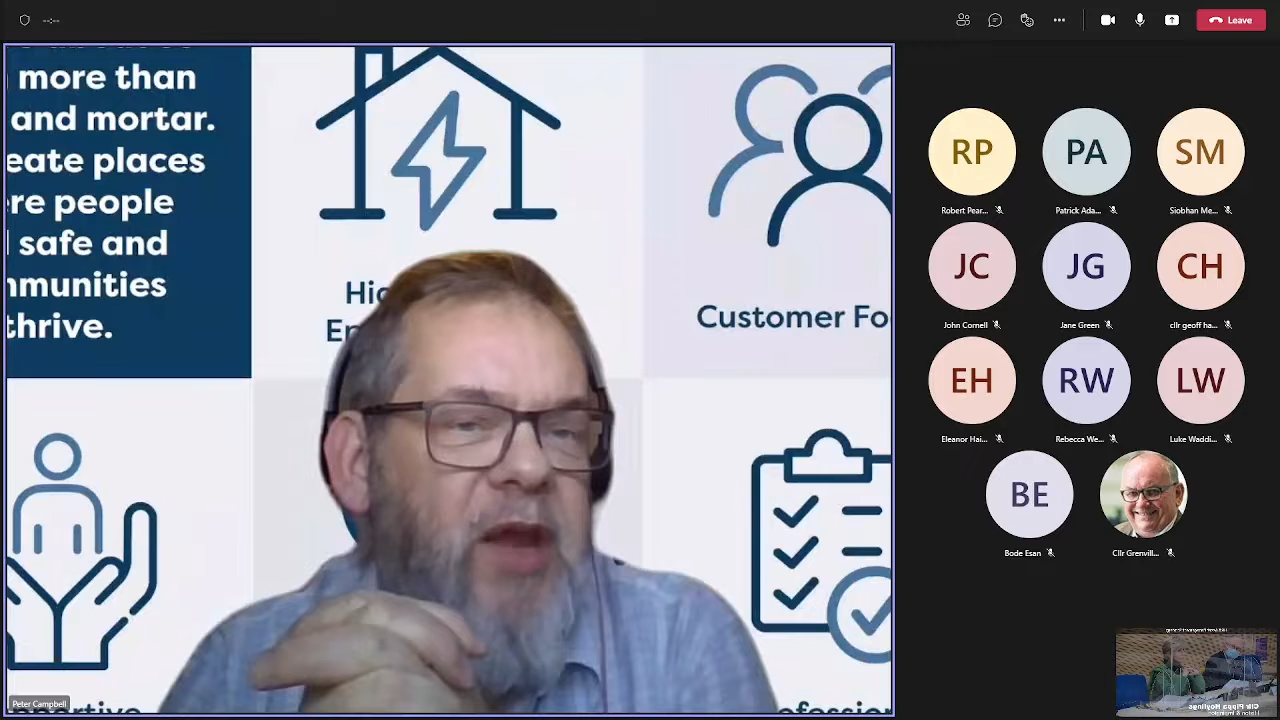 --:--
Leave
more than
and mortar.
eate places
ere people
safe and
mmunities
thrive.
Customer Fo
Peter Campbell
RP
PA
SM
Robert Pear...
Patrick Ada...
Siobhan Me...
JC
JG
CH
John Cornell
Jane Green
cllr geoff ha...
EH
RW
LW
Eleanor Hai...
Rebecca We...
Luke Waddi...
BE
Bode Esan
Cllr Grenvill...